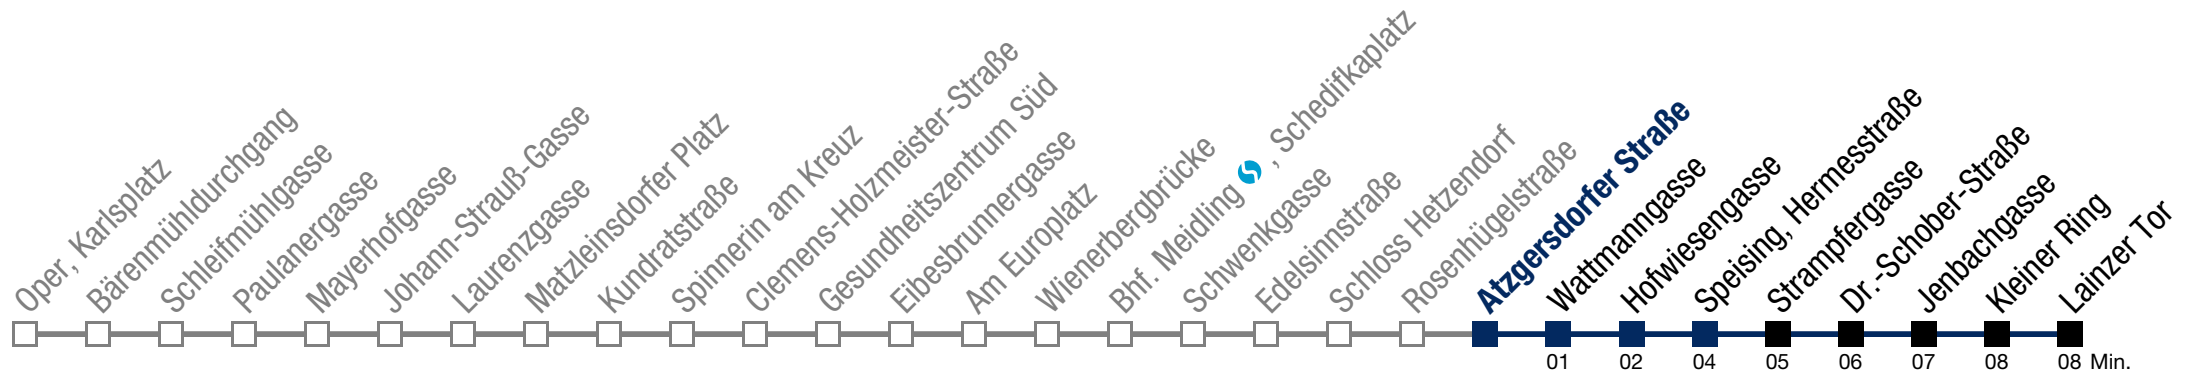 Oper, Karlsplatz
Bärenmühldurchgang
Schleifmühlgasse
Paulanergasse
Mayerhofgasse
Johann-Strauß-Gasse
Laurenzgasse
Matzleinsdorfer Platz
Kundratstraße
Spinnerin am Kreuz
Clemens-Holzmeister-Straße
Gesundheitszentrum Süd
Eibesbrunnergasse
Am Europlatz
Wienerbergbrücke
Bhf. Meidling S, Schedifkaplatz
Schwenkgasse
Edelsinnstraße
Schloss Hetzendorf
Rosenhügelstraße
Atzgersdorfer Straße
Wattmanngasse
Hofwiesengasse
Speising, Hermesstraße
Strampfergasse
Dr.-Schober-Straße
Jenbachgasse
Kleiner Ring
Lainzer Tor
01 02 04 05 06 07 08 08 Min.